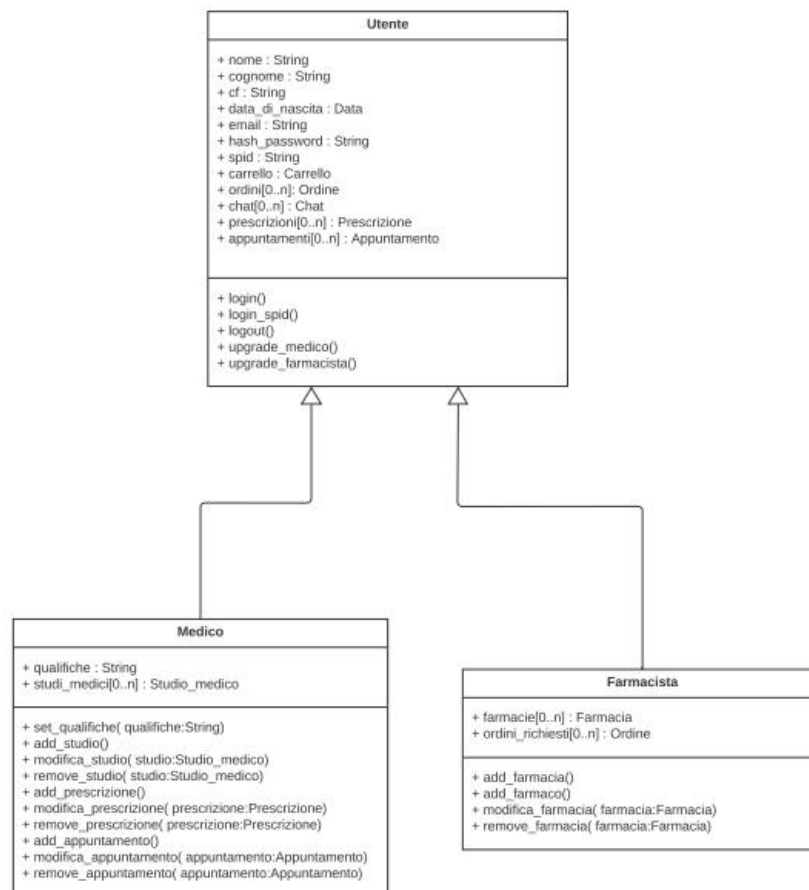 Utente
+ nome : String
+ cognome : String
+ cf : String
+ data_di_nascita : Data
+ email : String
+ hash_password : String
+ spid : String
+ carrello : Carrello
+ ordini[0..n]: Ordine
+ chat[0..n] : Chat
+ prescrizioni[0..n] : Prescrizione
+ appuntamenti[0..n] : Appuntamento
+ login()
+ login_spid()
+ logout()
+ upgrade_medico()
+ upgrade_farmacista()
Medico
+ qualifiche : String
+ studi_medici[0..n] : Studio_medico
+ set_qualifiche( qualifiche:String)
+ add_studio()
+ modifica_studio( studio:Studio_medico)
+ remove_studio( studio:Studio_medico)
+ add_prescrizione()
+ modifica_prescrizione( prescrizione:Prescrizione)
+ remove_prescrizione( prescrizione:Prescrizione)
+ add_appuntamento()
+ modifica_appuntamento( appuntamento:Appuntamento)
+ remove_appuntamento( appuntamento:Appuntamento)
Farmacista
+ farmacie[0..n] : Farmacia
+ ordini_richiesti[0..n] : Ordine
+ add_farmacia()
+ add_farmaco()
+ modifica_farmacia( farmacia:Farmacia)
+ remove_farmacia( farmacia:Farmacia)